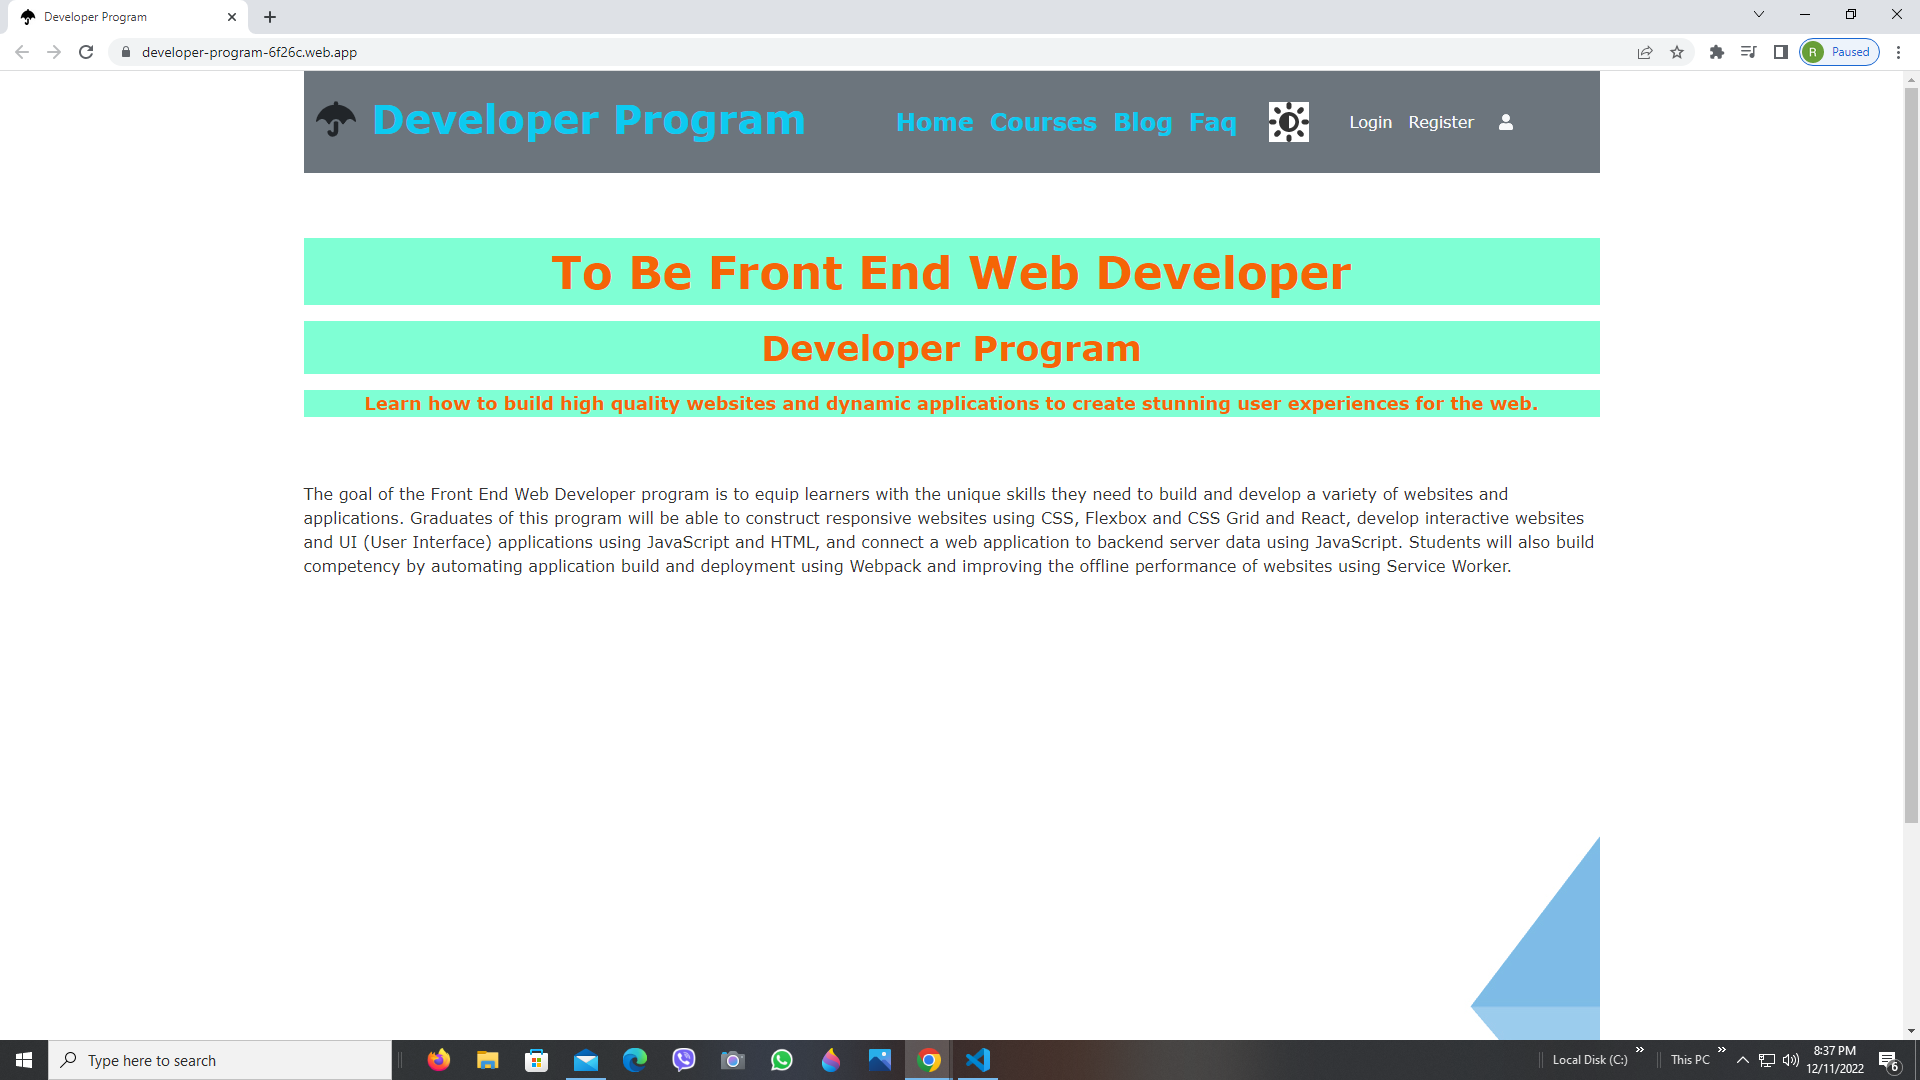 Developer Program
developer-program-6f26c.web.app
R Paused
Developer Program Home Courses Blog Faq Login Register
To Be Front End Web Developer
Developer Program
Learn how to build high quality websites and dynamic applications to create stunning user experiences for the web.
The goal of the Front End Web Developer program is to equip learners with the unique skills they need to build and develop a variety of websites and
applications. Graduates of this program will be able to construct responsive websites using CSS, Flexbox and CSS Grid and React, develop interactive websites
and UI (User Interface) applications using JavaScript and HTML, and connect a web application to backend server data using JavaScript. Students will also build
competency by automating application build and deployment using Webpack and improving the offline performance of websites using Service Worker.
Type here to search
Local Disk (C:)
This PC
8:37 PM
12/11/2022
6